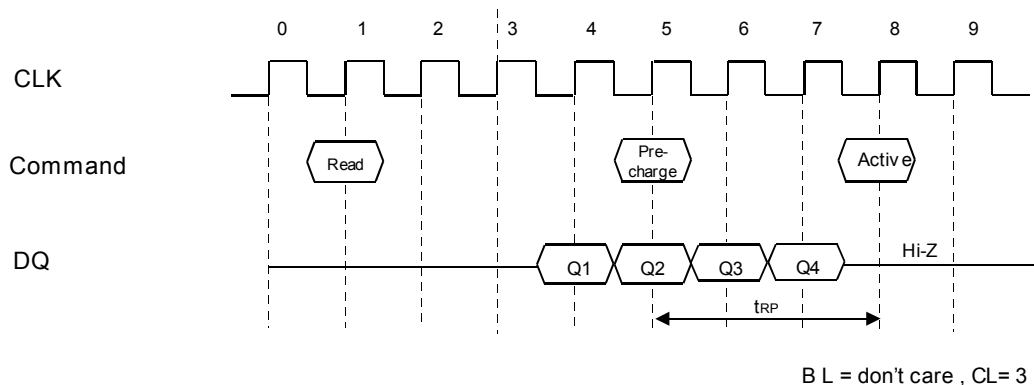 0 1 2 3 4 5 6 7 8 9
CLK
Command Read Pre-charge Active
DQ Q1 Q2 Q3 Q4 Hi-Z
tRP
B L = don't care , CL= 3